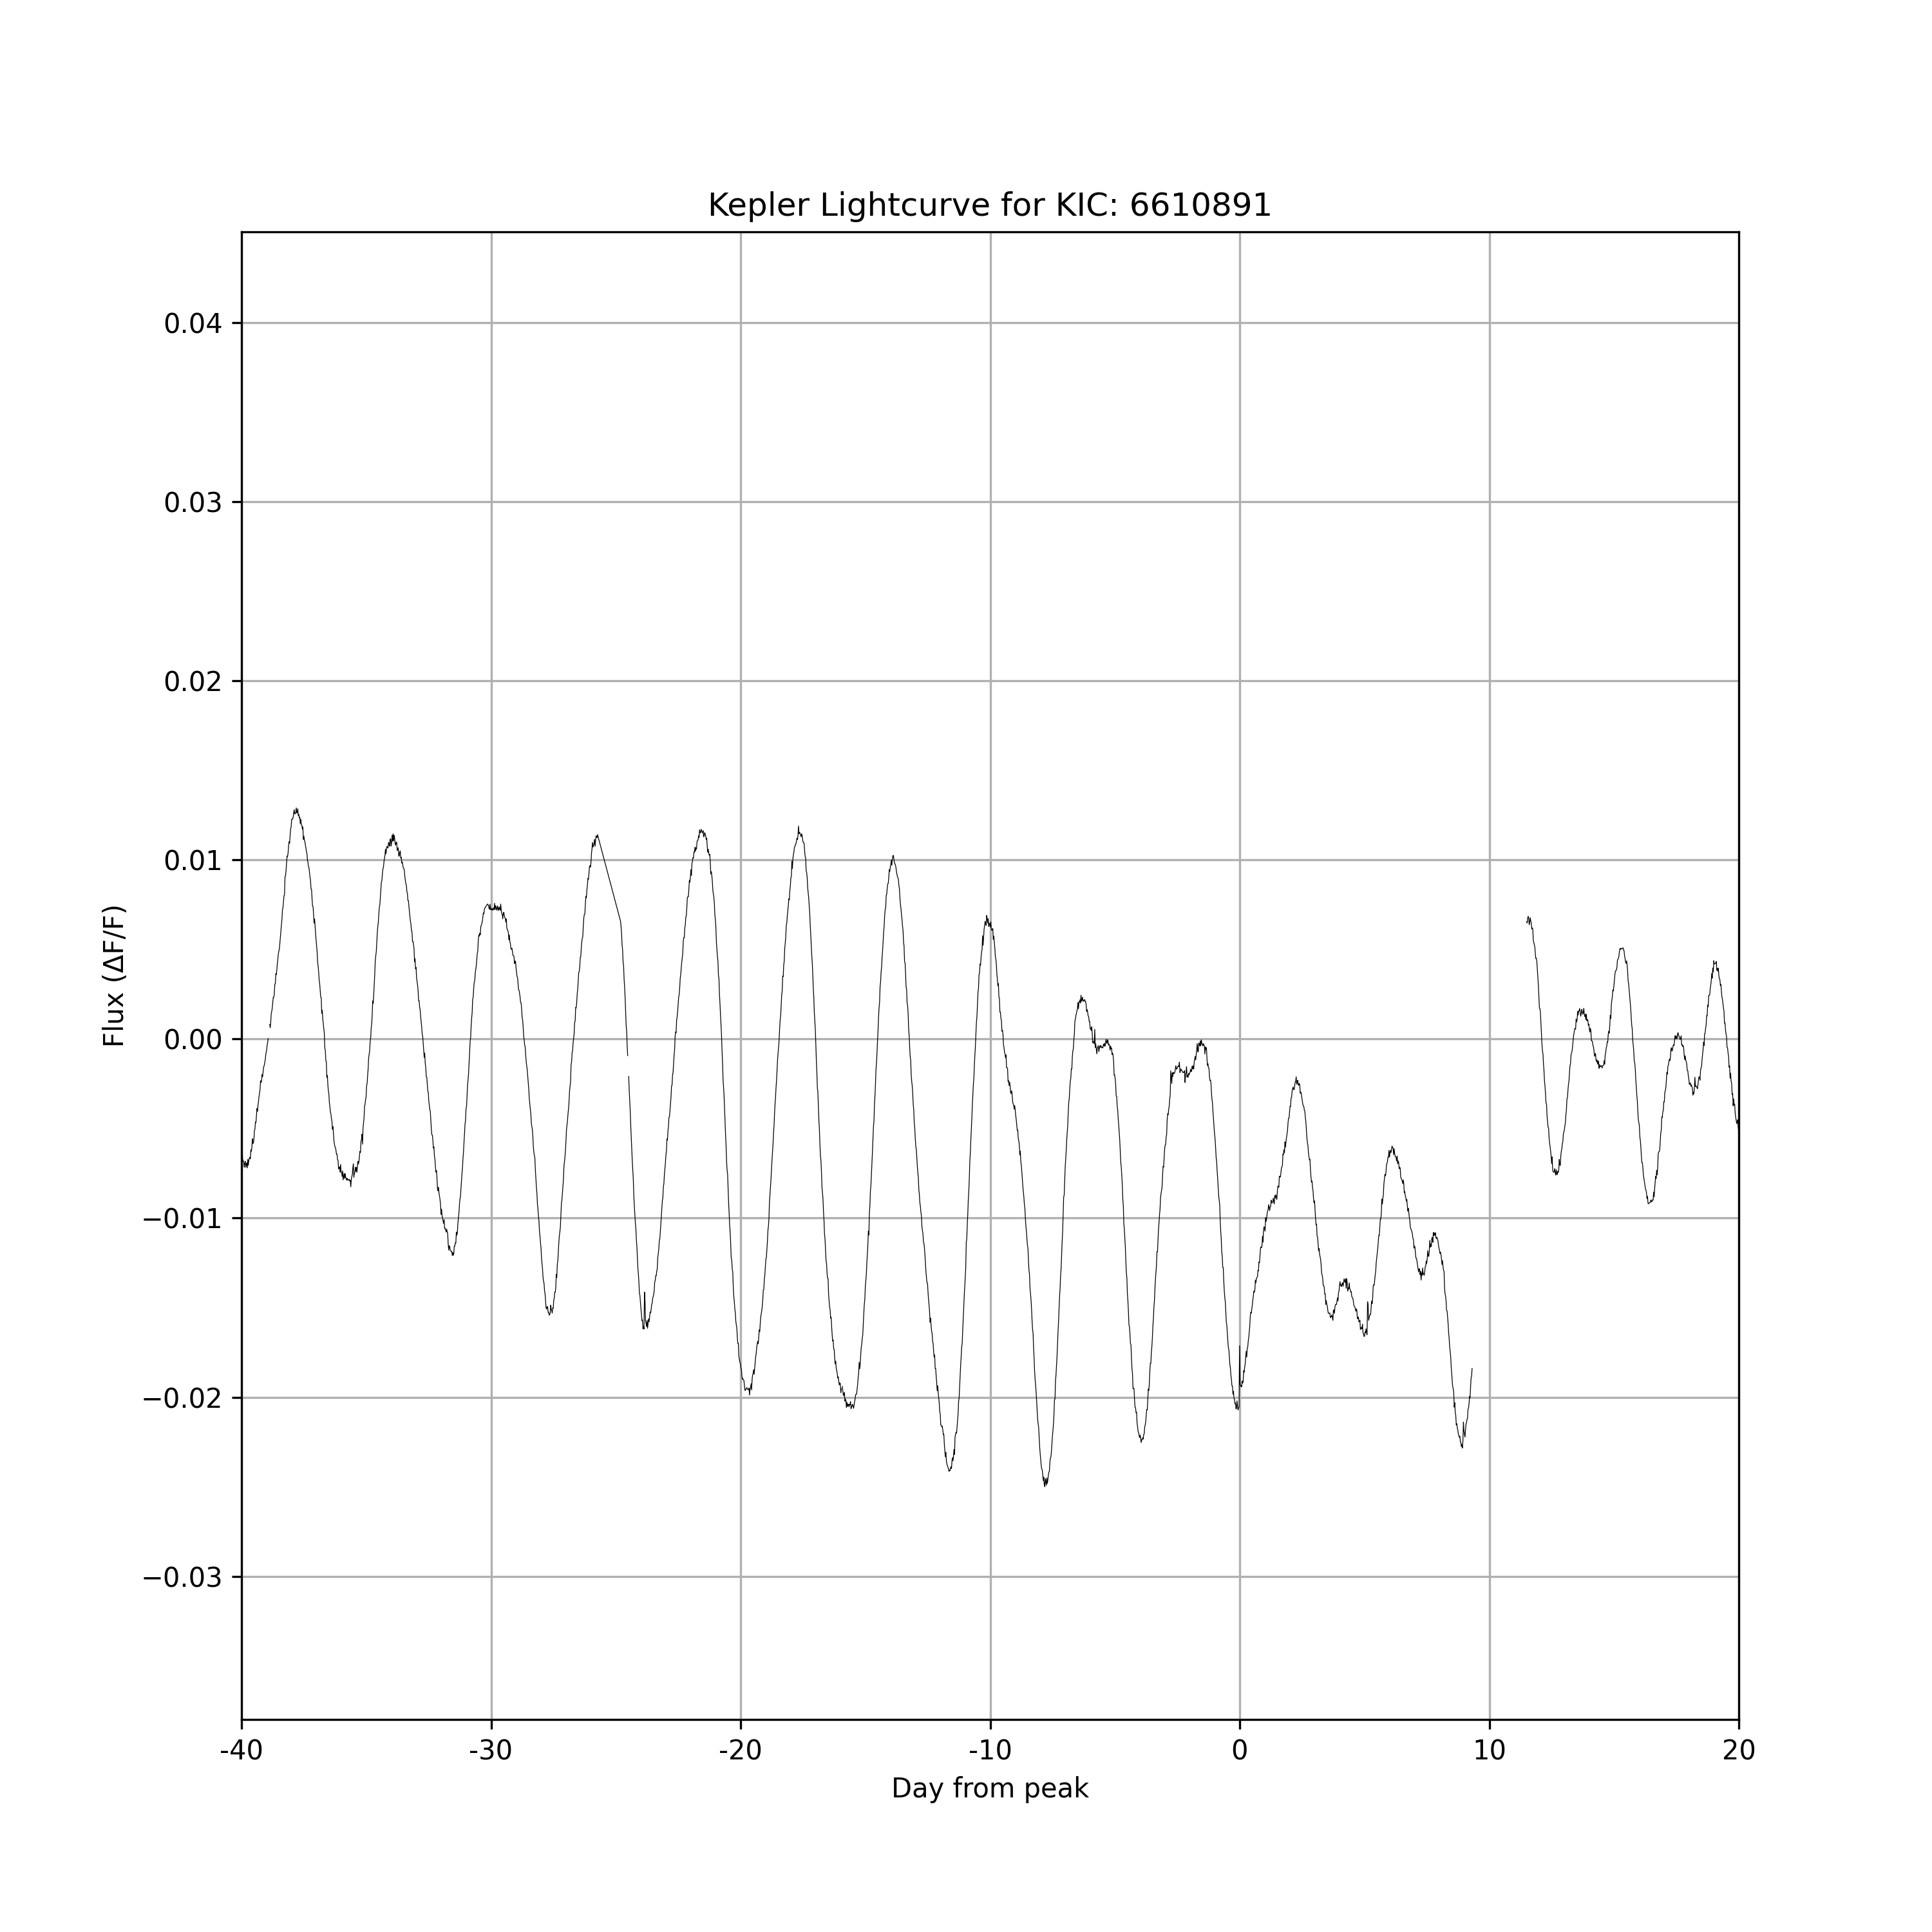 Kepler Lightcurve for KIC: 6610891
0.04
0.03
0.02
0.01
0.00
−0.01
−0.02
−0.03
Flux (ΔF/F)
-40 -30 -20 -10 0 10 20
Day from peak